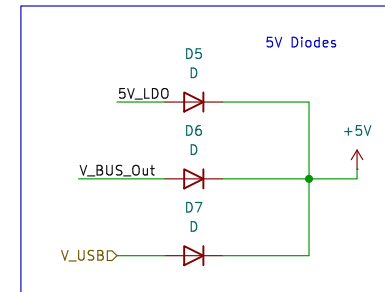 5V Diodes
D5
D
5V_LDO
D6
D
+5V
V_BUS_Out
D7
D
V_USB